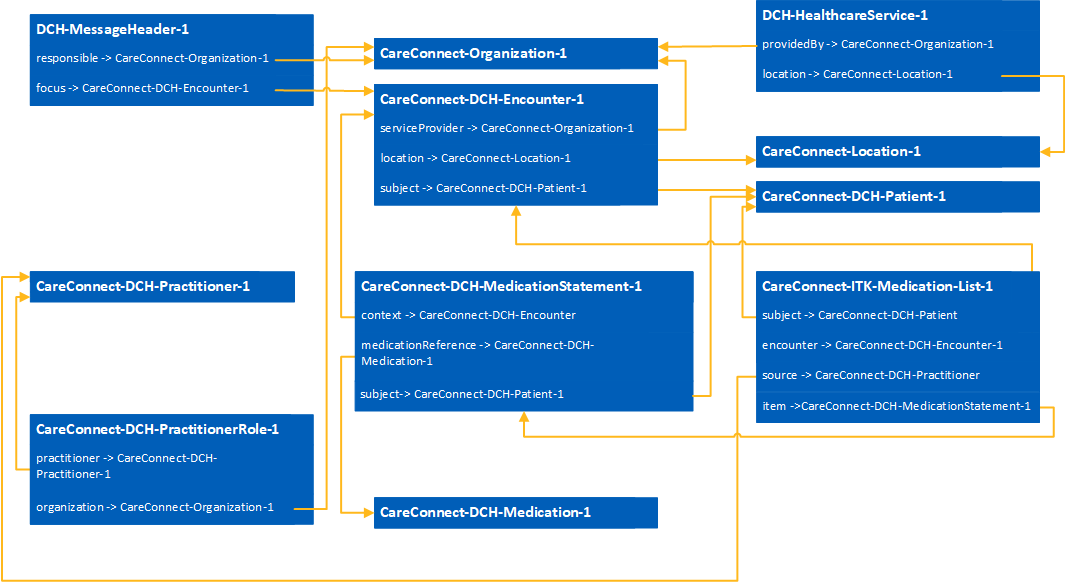 DCH-MessageHeader-1
responsible -> CareConnect-Organization-1
focus -> CareConnect-DCH-Encounter-1
CareConnect-Organization-1
CareConnect-DCH-Encounter-1
serviceProvider -> CareConnect-Organization-1
location -> CareConnect-Location-1
subject -> CareConnect-DCH-Patient-1
DCH-HealthcareService-1
providedBy -> CareConnect-Organization-1
location -> CareConnect-Location-1
CareConnect-Location-1
CareConnect-DCH-Patient-1
CareConnect-DCH-Practitioner-1
CareConnect-DCH-MedicationStatement-1
context -> CareConnect-DCH-Encounter
medicationReference -> CareConnect-DCH-
Medication-1
subject-> CareConnect-DCH-Patient-1
CareConnect-ITK-Medication-List-1
subject -> CareConnect-DCH-Patient
encounter -> CareConnect-DCH-Encounter-1
source -> CareConnect-DCH-Practitioner
item ->CareConnect-DCH-MedicationStatement-1
CareConnect-DCH-PractitionerRole-1
practitioner -> CareConnect-DCH-
Practitioner-1
organization -> CareConnect-Organization-1
CareConnect-DCH-Medication-1